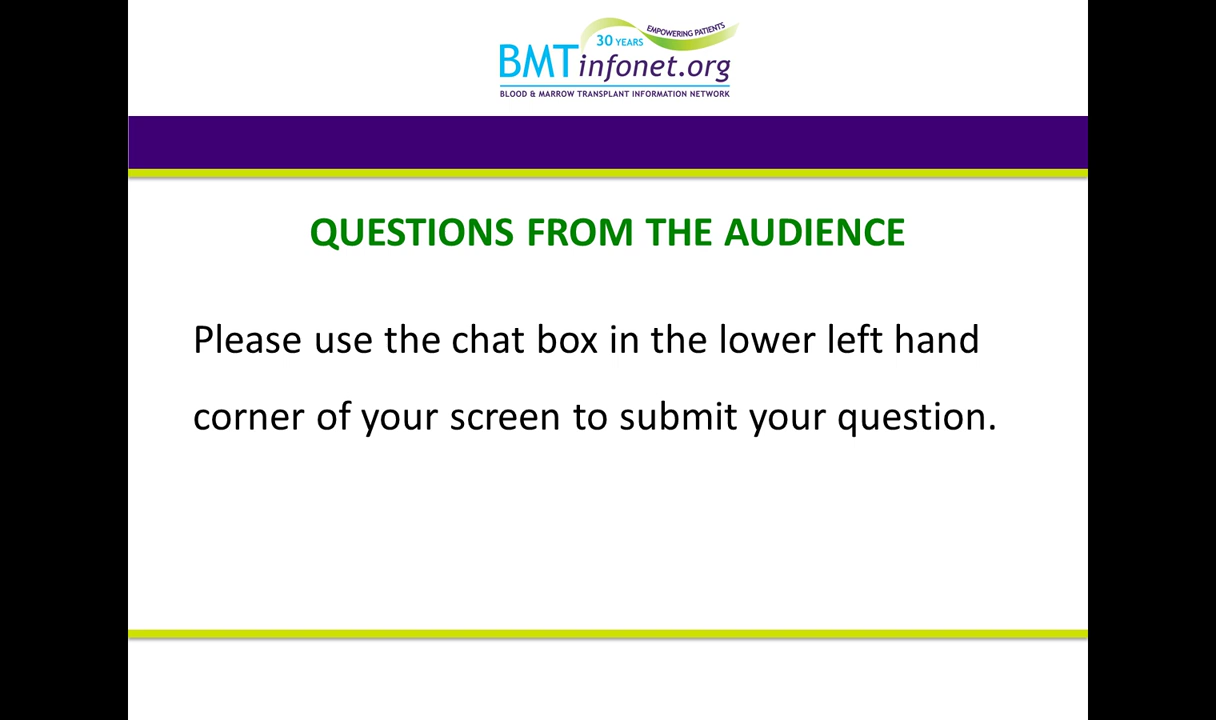 EMPOWERING PATIENTS
30 YEARS
BMTinfonet.org
BLOOD & MARROW TRANSPLANT INFORMATION NETWORK
QUESTIONS FROM THE AUDIENCE
Please use the chat box in the lower left hand
corner of your screen to submit your question.